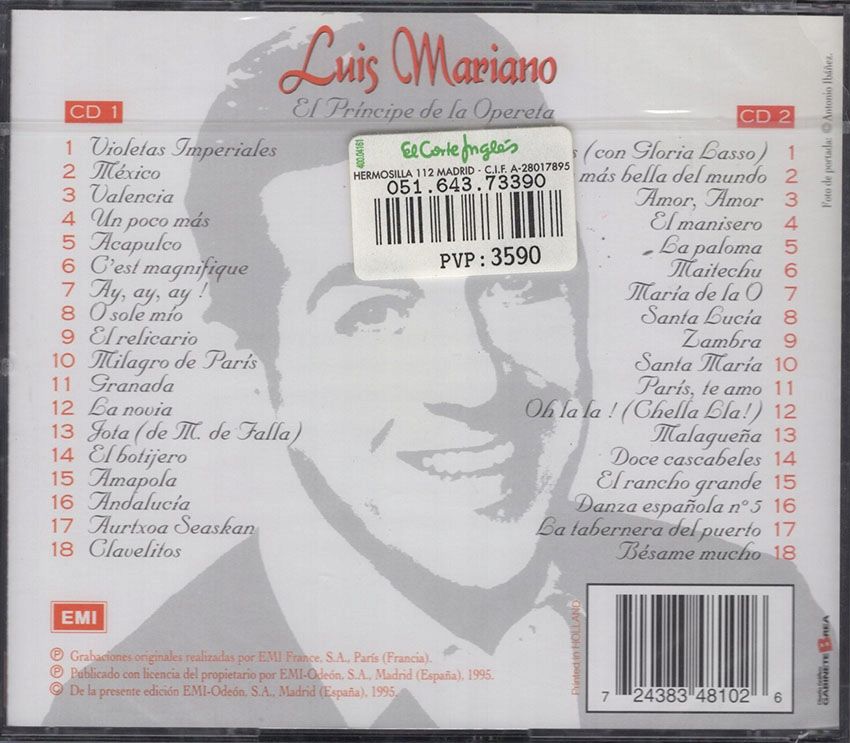 Luis Mariano
El Príncipe de la Opereta
CD 1
1 Violetas Imperiales
2 México
3 Valencia
4 Un poco más
5 Acapulco
6 C'est magnifique
7 Ay, ay, ay !
8 O sole mío
9 El relicario
10 Milagro de París
11 Granada
12 La novia
13 Jota (de M. de Falla)
14 El botijero
15 Amapola
16 Andalucía
17 Aurtxoa Seaskan
18 Clavelitos
400.04161
El Corte Inglés
HERMOSILLA 112 MADRID - C.I.F. A-28017895
051.643.73390
PVP: 3590
CD 2
(con Gloria Lasso) 1
más bella del mundo 2
Amor, Amor 3
El manisero 4
La paloma 5
Maitechu 6
María de la O 7
Santa Lucía 8
Zambra 9
Santa María 10
París, te amo 11
Oh la la ! (Chella Lla!) 12
Malagueña 13
Doce cascabeles 14
El rancho grande 15
Danza española nº 5 16
La tabernera del puerto 17
Bésame mucho 18
Foto de portada: © Antonio Ibáñez.
EMI
Ⓟ Grabaciones originales realizadas por EMI France, S.A., París (Francia).
Ⓟ Publicado con licencia del propietario por EMI-Odeón, S.A., Madrid (España), 1995.
© De la presente edición EMI-Odeón, S.A., Madrid (España), 1995.
Printed in HOLLAND
7 24383 48102 6
GABINETE BREA